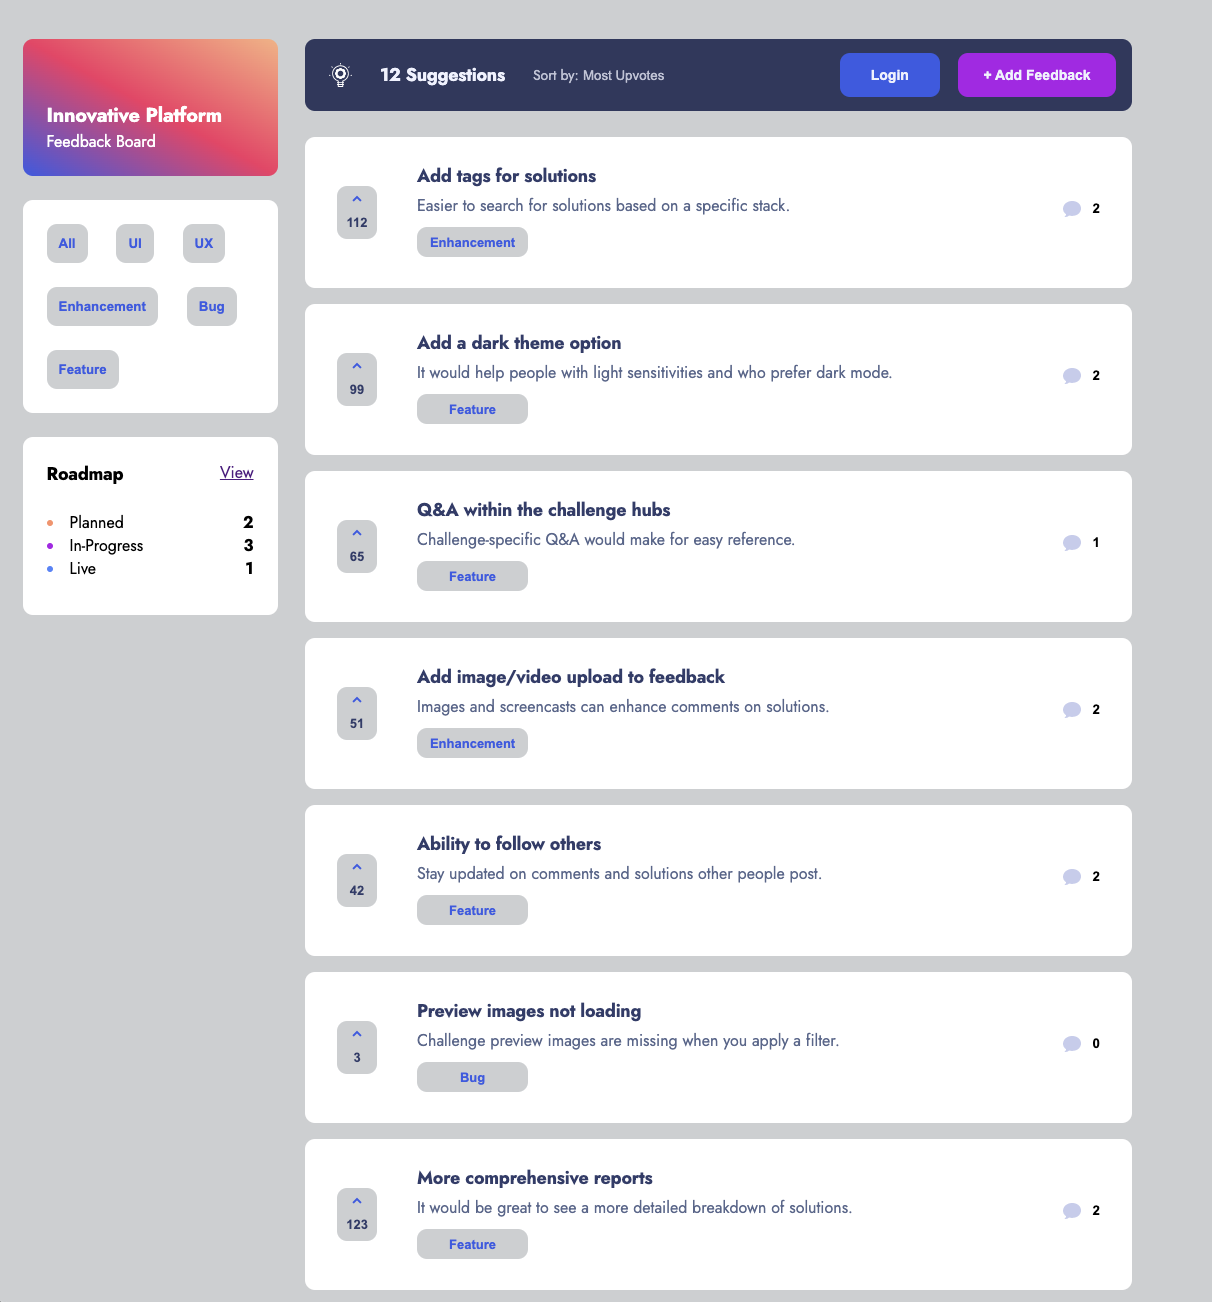 Innovative Platform
Feedback Board
All UI UX
Enhancement Bug
Feature
Roadmap View
Planned 2
In-Progress 3
Live 1
12 Suggestions Sort by: Most Upvotes Login + Add Feedback
Add tags for solutions
Easier to search for solutions based on a specific stack.
Enhancement
112
2
Add a dark theme option
It would help people with light sensitivities and who prefer dark mode.
Feature
99
2
Q&A within the challenge hubs
Challenge-specific Q&A would make for easy reference.
Feature
65
1
Add image/video upload to feedback
Images and screencasts can enhance comments on solutions.
Enhancement
51
2
Ability to follow others
Stay updated on comments and solutions other people post.
Feature
42
2
Preview images not loading
Challenge preview images are missing when you apply a filter.
Bug
3
0
More comprehensive reports
It would be great to see a more detailed breakdown of solutions.
Feature
123
2